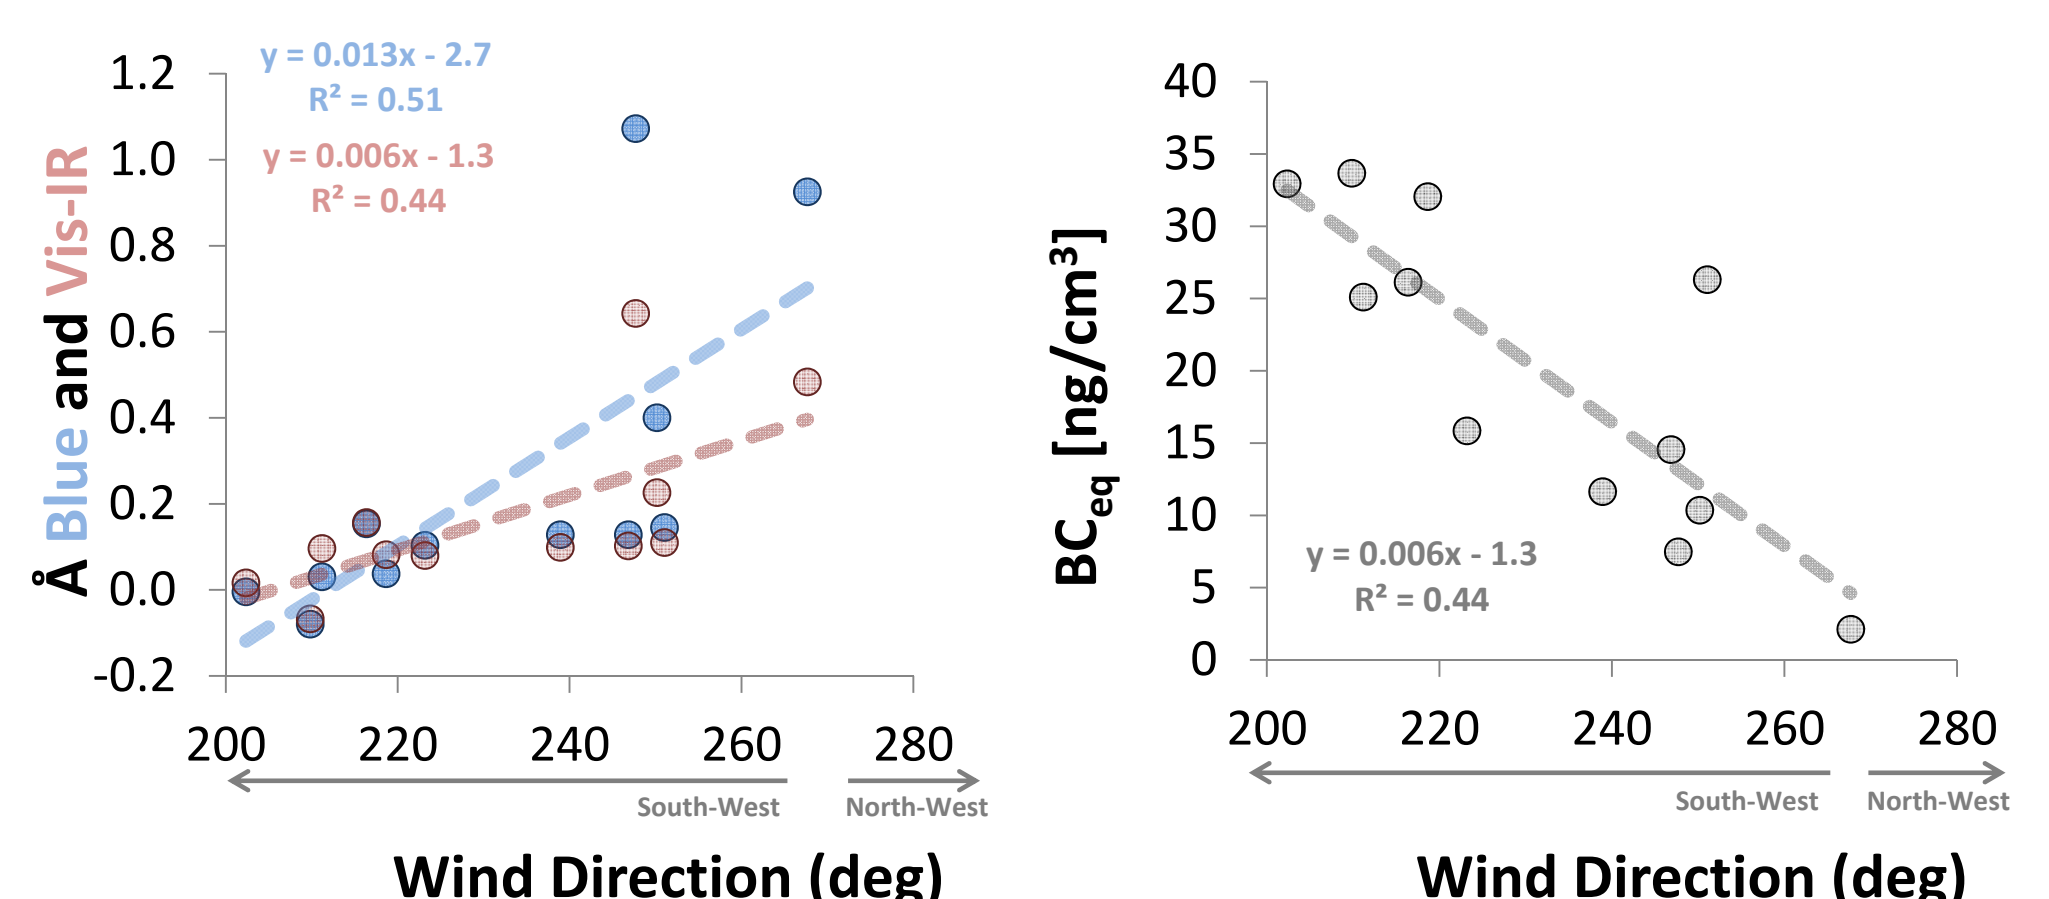 y = 0.013x - 2.7
R² = 0.51
y = 0.006x - 1.3
R² = 0.44
Å Blue and Vis-IR
1.2
1.0
0.8
0.6
0.4
0.2
0.0
-0.2
200 220 240 260 280
South-West North-West
Wind Direction (deg)
BCeq [ng/cm³]
40
35
30
25
20
15
10
5
0
y = 0.006x - 1.3
R² = 0.44
200 220 240 260 280
South-West North-West
Wind Direction (deg)